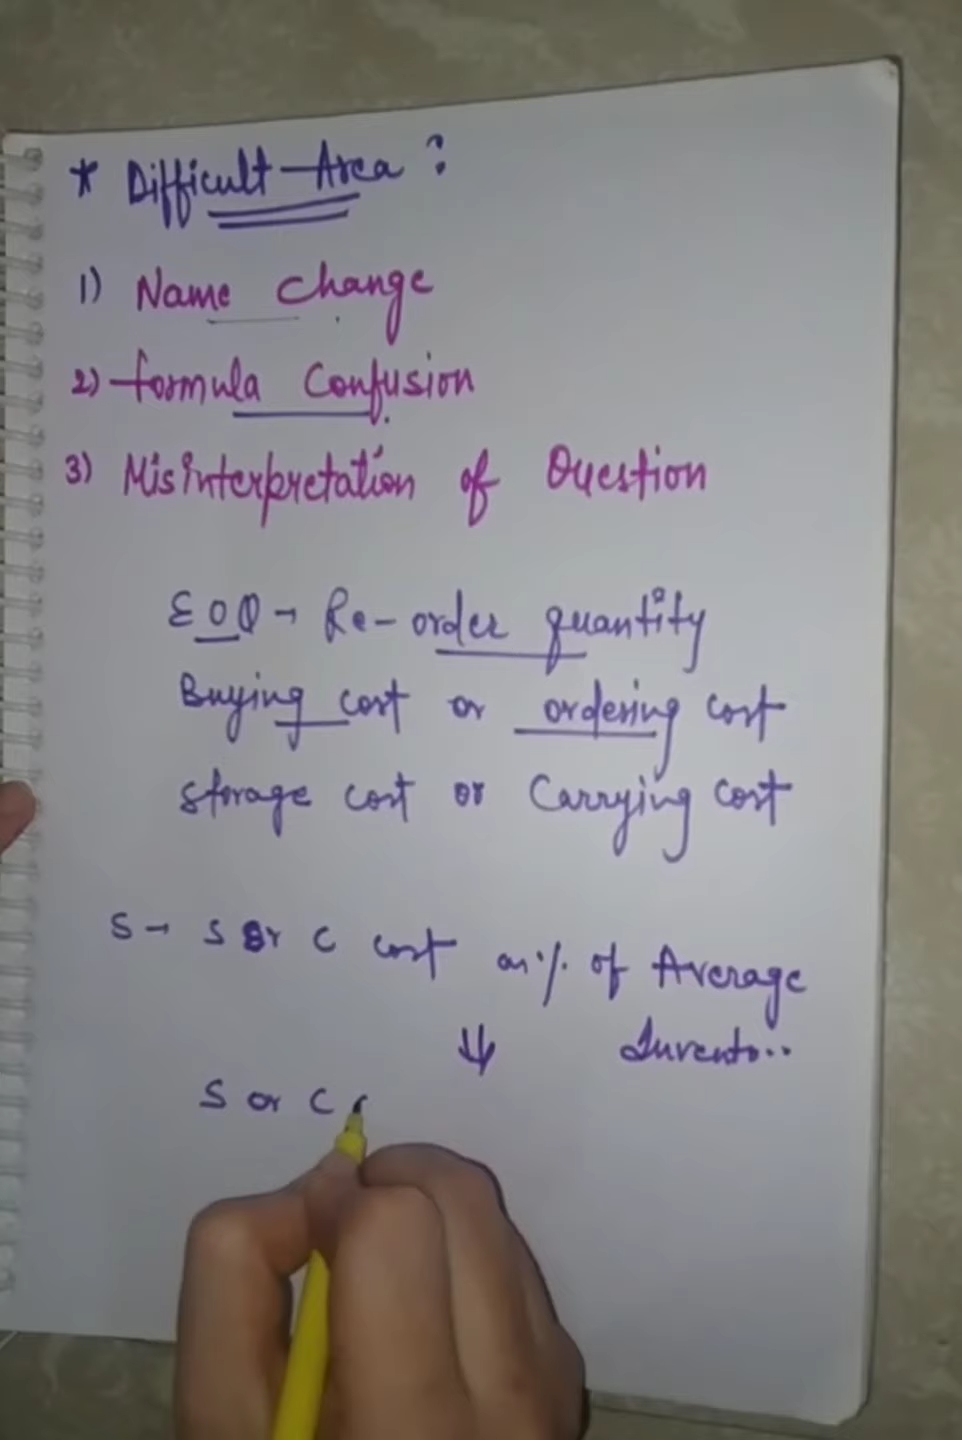 * Difficult Area :
1) Name Change
2) formula Confusion
3) Misinterpretation of Question
EOQ → Re-order quantity
Buying cost or ordering cost
Storage cost or Carrying cost
S → S or C cost as % of Average
Invento..
S or C